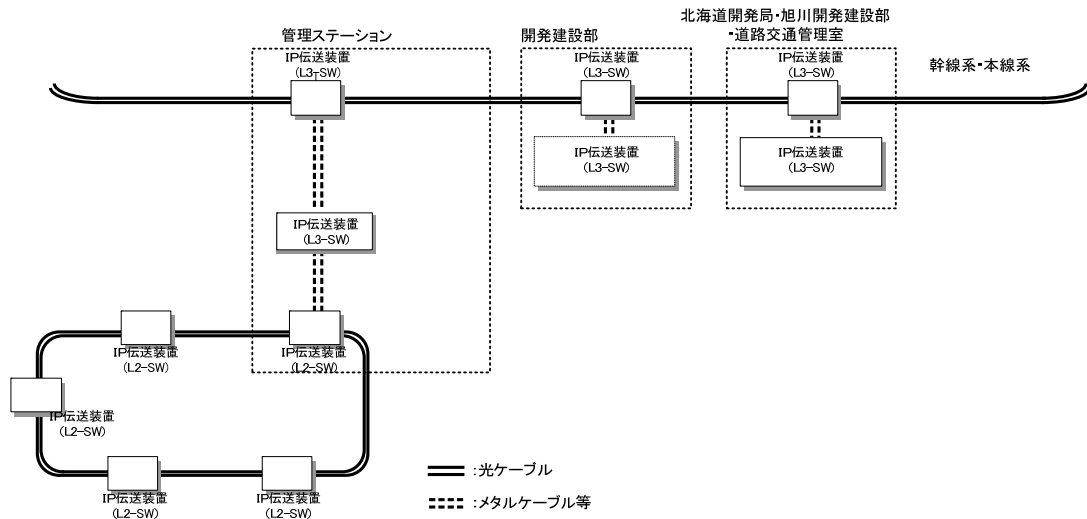 北海道開発局・旭川開発建設部
・道路交通管理室
管理ステーション
開発建設部
IP伝送装置
(L3-SW)
IP伝送装置
(L3-SW)
IP伝送装置
(L3-SW)
幹線系・本線系
IP伝送装置
(L3-SW)
IP伝送装置
(L3-SW)
IP伝送装置
(L3-SW)
IP伝送装置
(L2-SW)
IP伝送装置
(L2-SW)
IP伝送装置
(L2-SW)
IP伝送装置
(L2-SW)
IP伝送装置
(L2-SW)
:光ケーブル
:メタルケーブル等